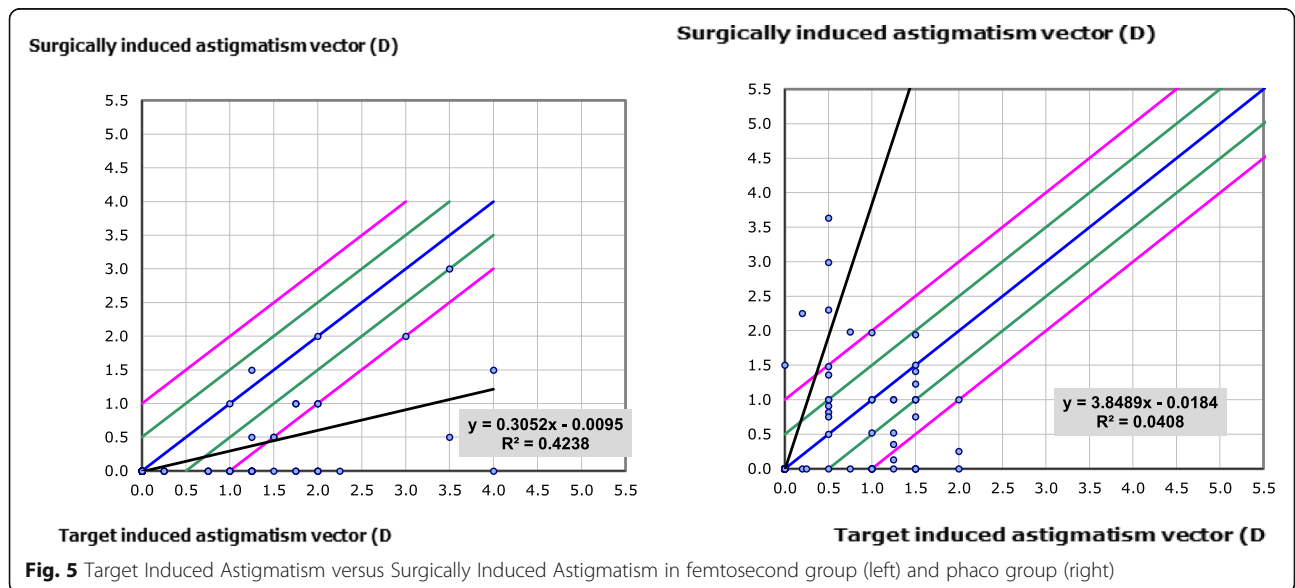 Surgically induced astigmatism vector (D)
5.5
5.0
4.5
4.0
3.5
3.0
2.5
2.0
1.5
1.0
0.5
0.0
y = 0.3052x - 0.0095
R² = 0.4238
0.0 0.5 1.0 1.5 2.0 2.5 3.0 3.5 4.0 4.5 5.0 5.5
Target induced astigmatism vector (D
Surgically induced astigmatism vector (D)
5.5
5.0
4.5
4.0
3.5
3.0
2.5
2.0
1.5
1.0
0.5
0.0
y = 3.8489x - 0.0184
R² = 0.0408
0.0 0.5 1.0 1.5 2.0 2.5 3.0 3.5 4.0 4.5 5.0 5.5
Target induced astigmatism vector (D
Fig. 5 Target Induced Astigmatism versus Surgically Induced Astigmatism in femtosecond group (left) and phaco group (right)